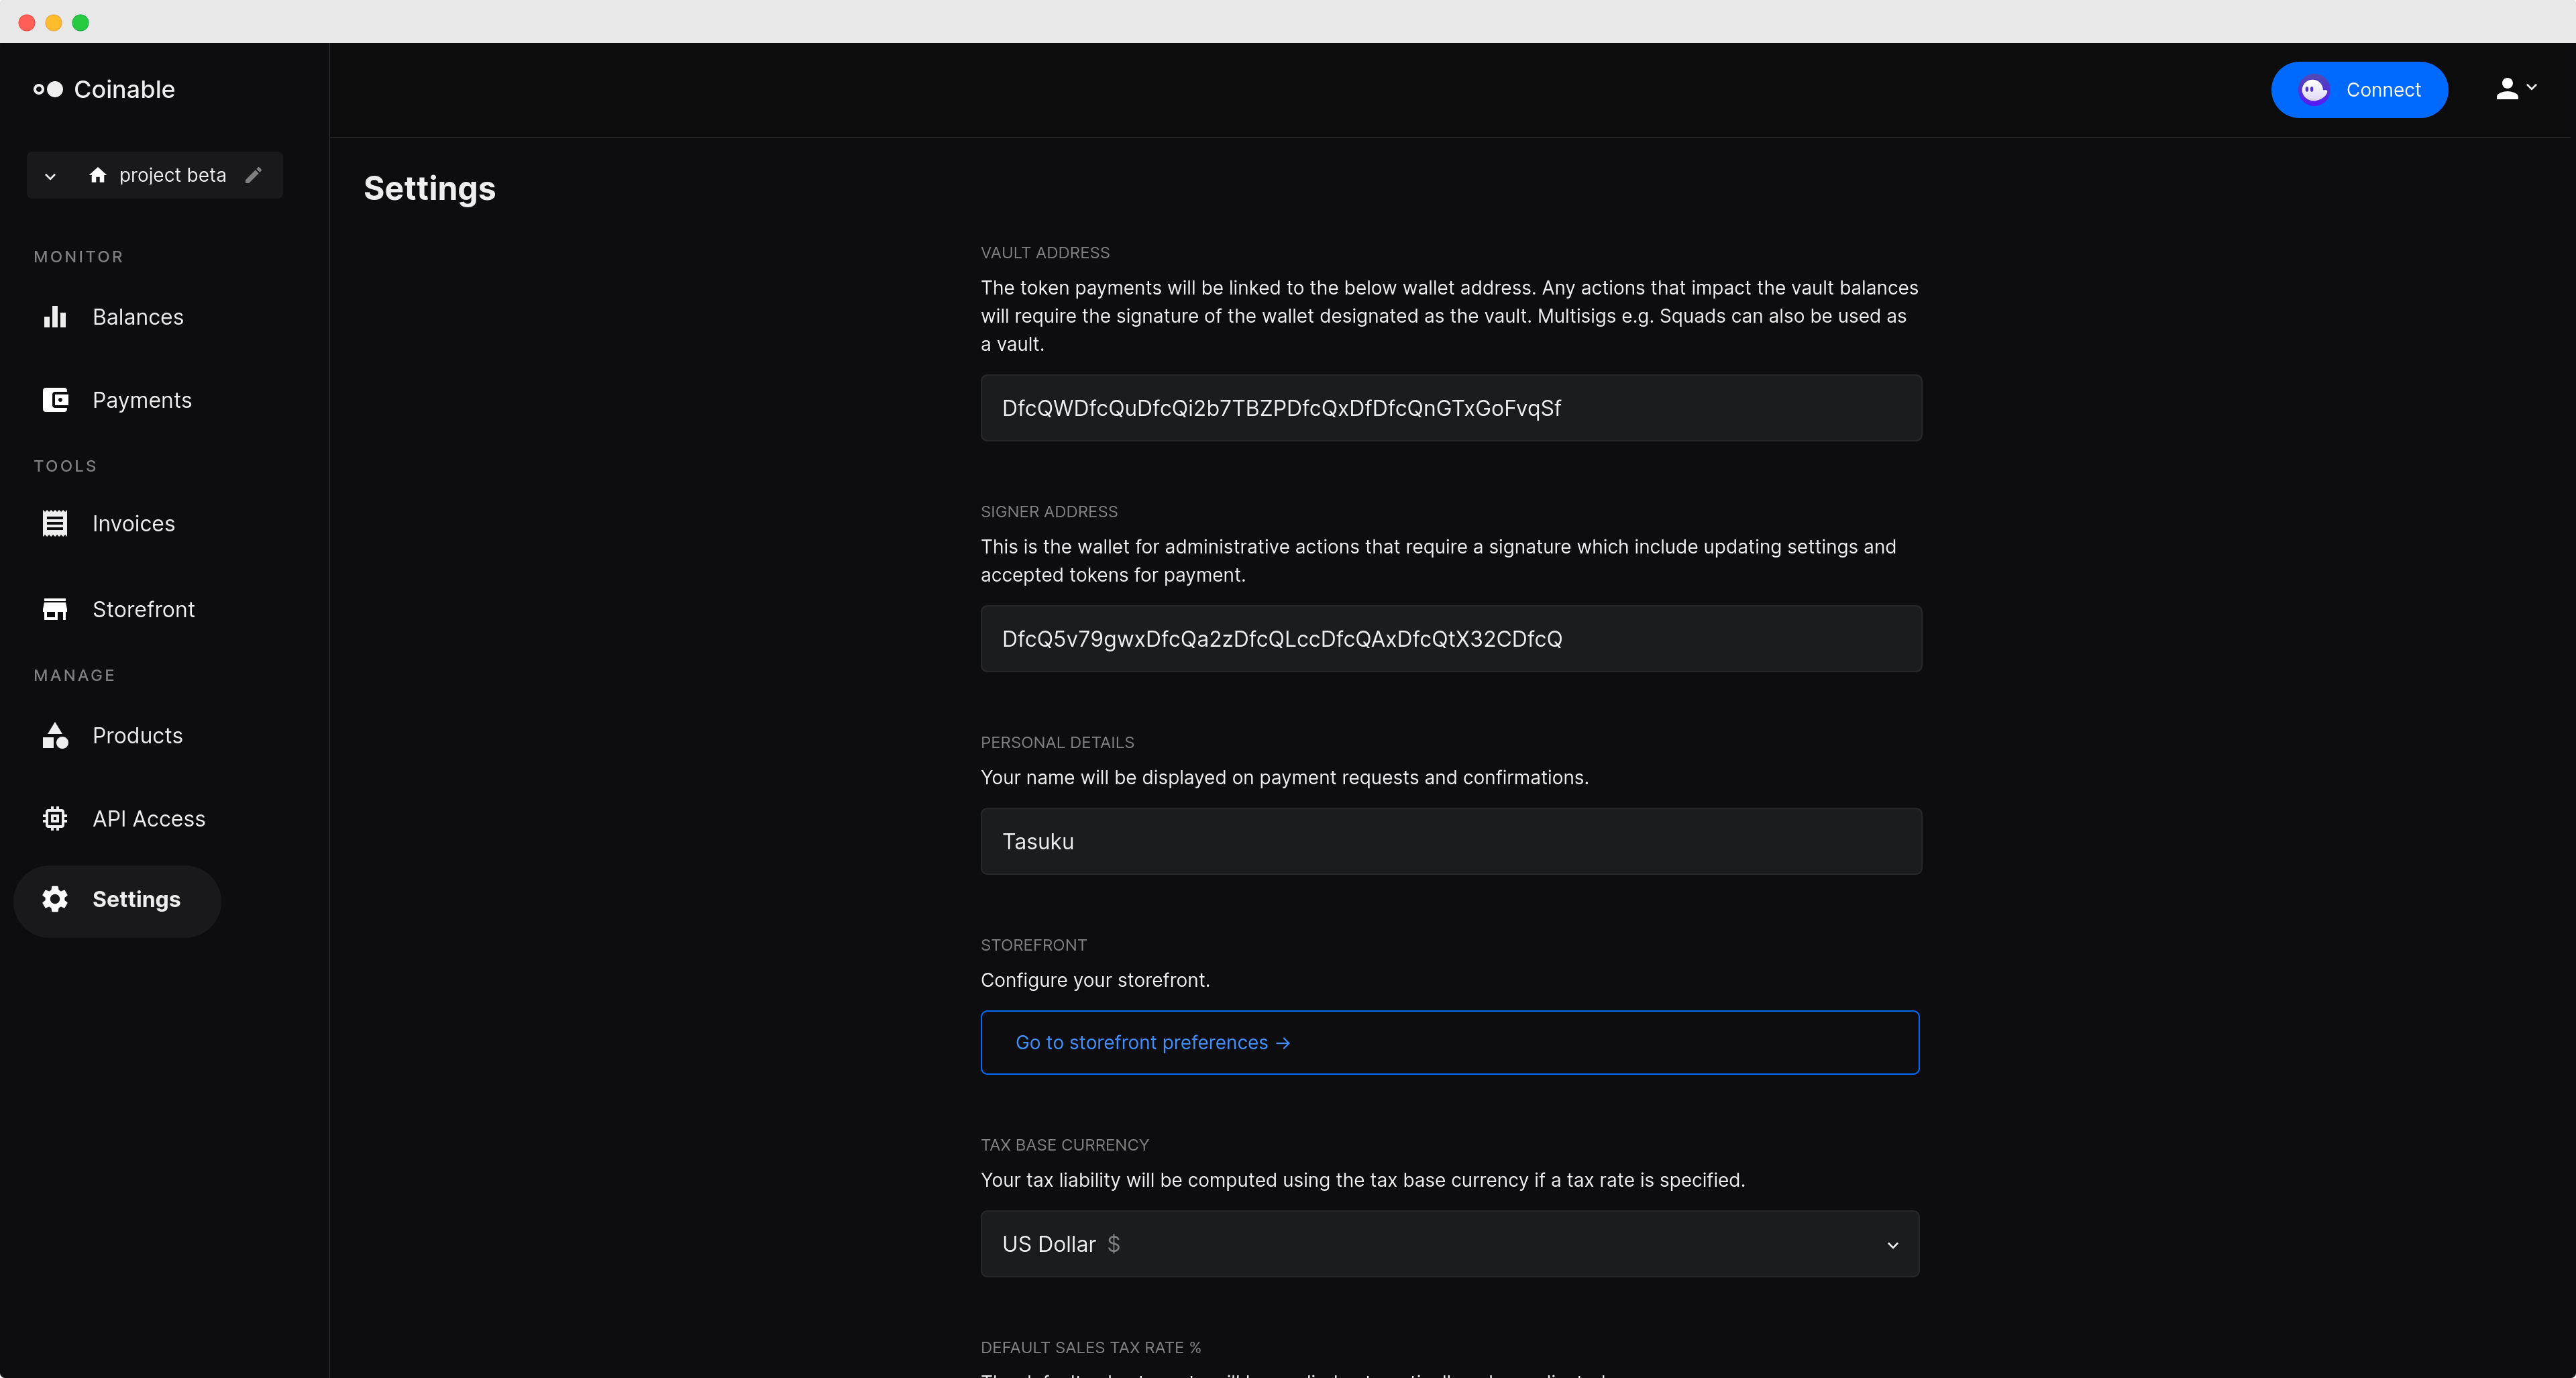 Coinable
Connect
project beta
Settings
MONITOR
Balances
Payments
TOOLS
Invoices
Storefront
MANAGE
Products
API Access
Settings
VAULT ADDRESS
The token payments will be linked to the below wallet address. Any actions that impact the vault balances
will require the signature of the wallet designated as the vault. Multisigs e.g. Squads can also be used as
a vault.
DfcQWDfcQuDfcQi2b7TBZPDfcQxDfDfcQnGTxGoFvqSf
SIGNER ADDRESS
This is the wallet for administrative actions that require a signature which include updating settings and
accepted tokens for payment.
DfcQ5v79gwxDfcQa2zDfcQLccDfcQAxDfcQtX32CDfcQ
PERSONAL DETAILS
Your name will be displayed on payment requests and confirmations.
Tasuku
STOREFRONT
Configure your storefront.
Go to storefront preferences →
TAX BASE CURRENCY
Your tax liability will be computed using the tax base currency if a tax rate is specified.
US Dollar $
DEFAULT SALES TAX RATE %